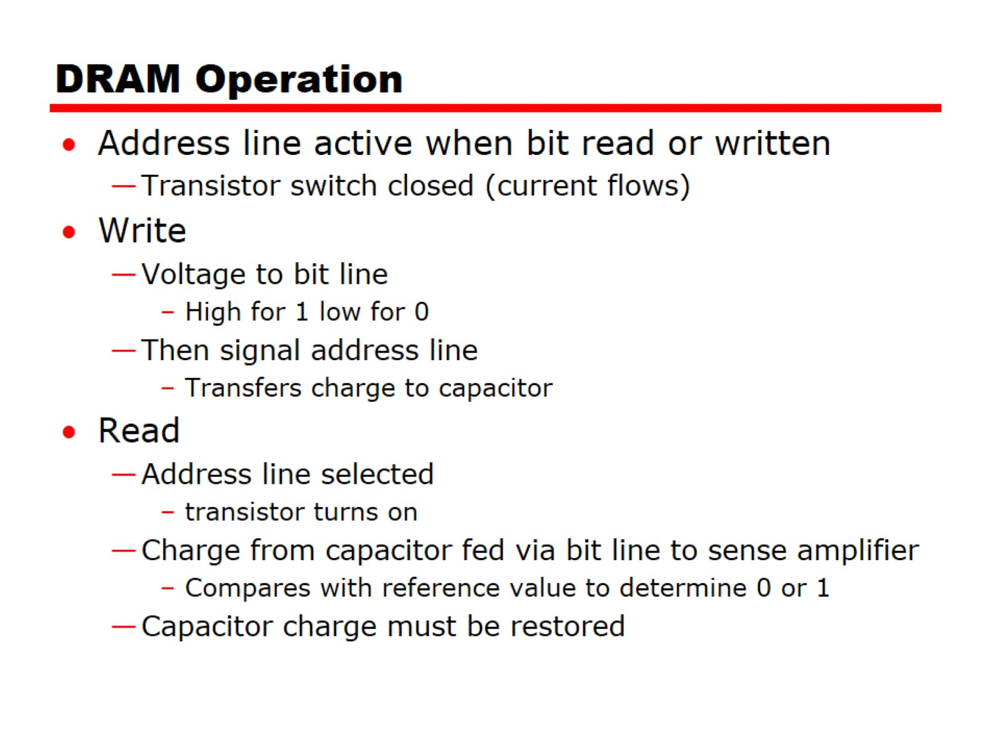 DRAM Operation
• Address line active when bit read or written
— Transistor switch closed (current flows)
• Write
— Voltage to bit line
– High for 1 low for 0
— Then signal address line
– Transfers charge to capacitor
• Read
— Address line selected
– transistor turns on
— Charge from capacitor fed via bit line to sense amplifier
– Compares with reference value to determine 0 or 1
— Capacitor charge must be restored